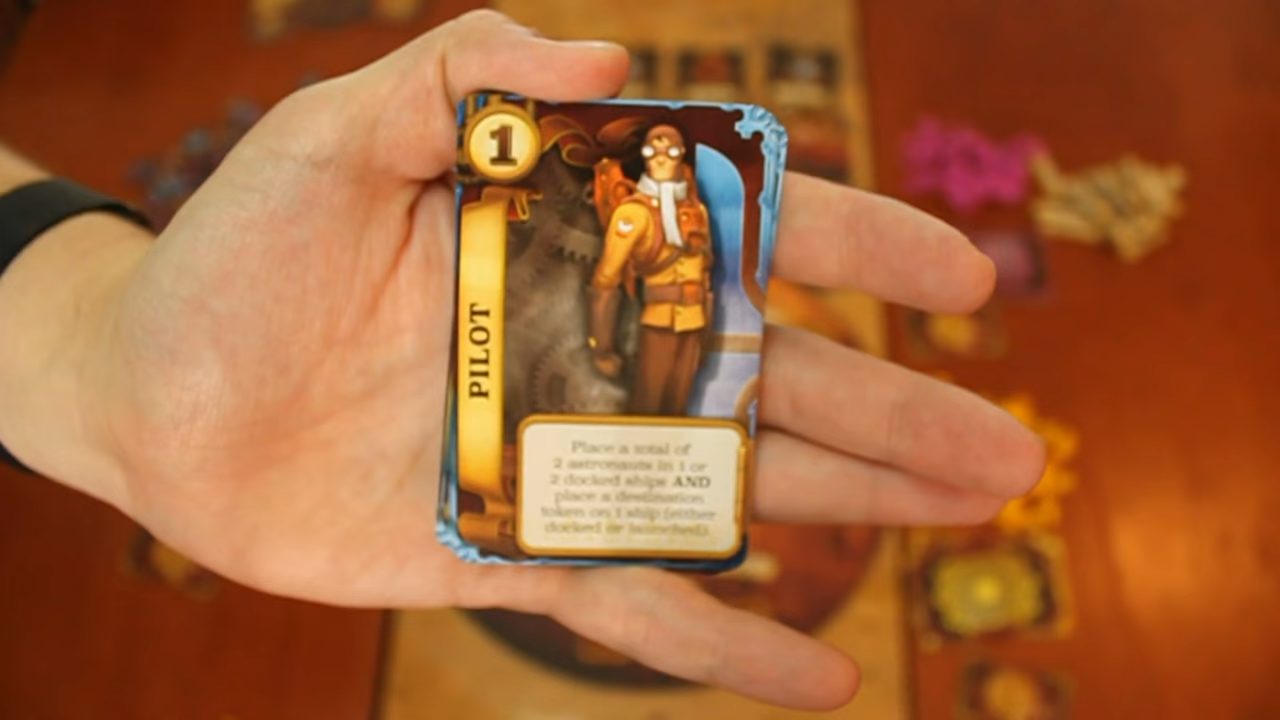 1
PILOT
Place a total of
2 astronauts in 1 or
2 docked ships AND
place a destination
token on 1 ship (either
docked or launched).